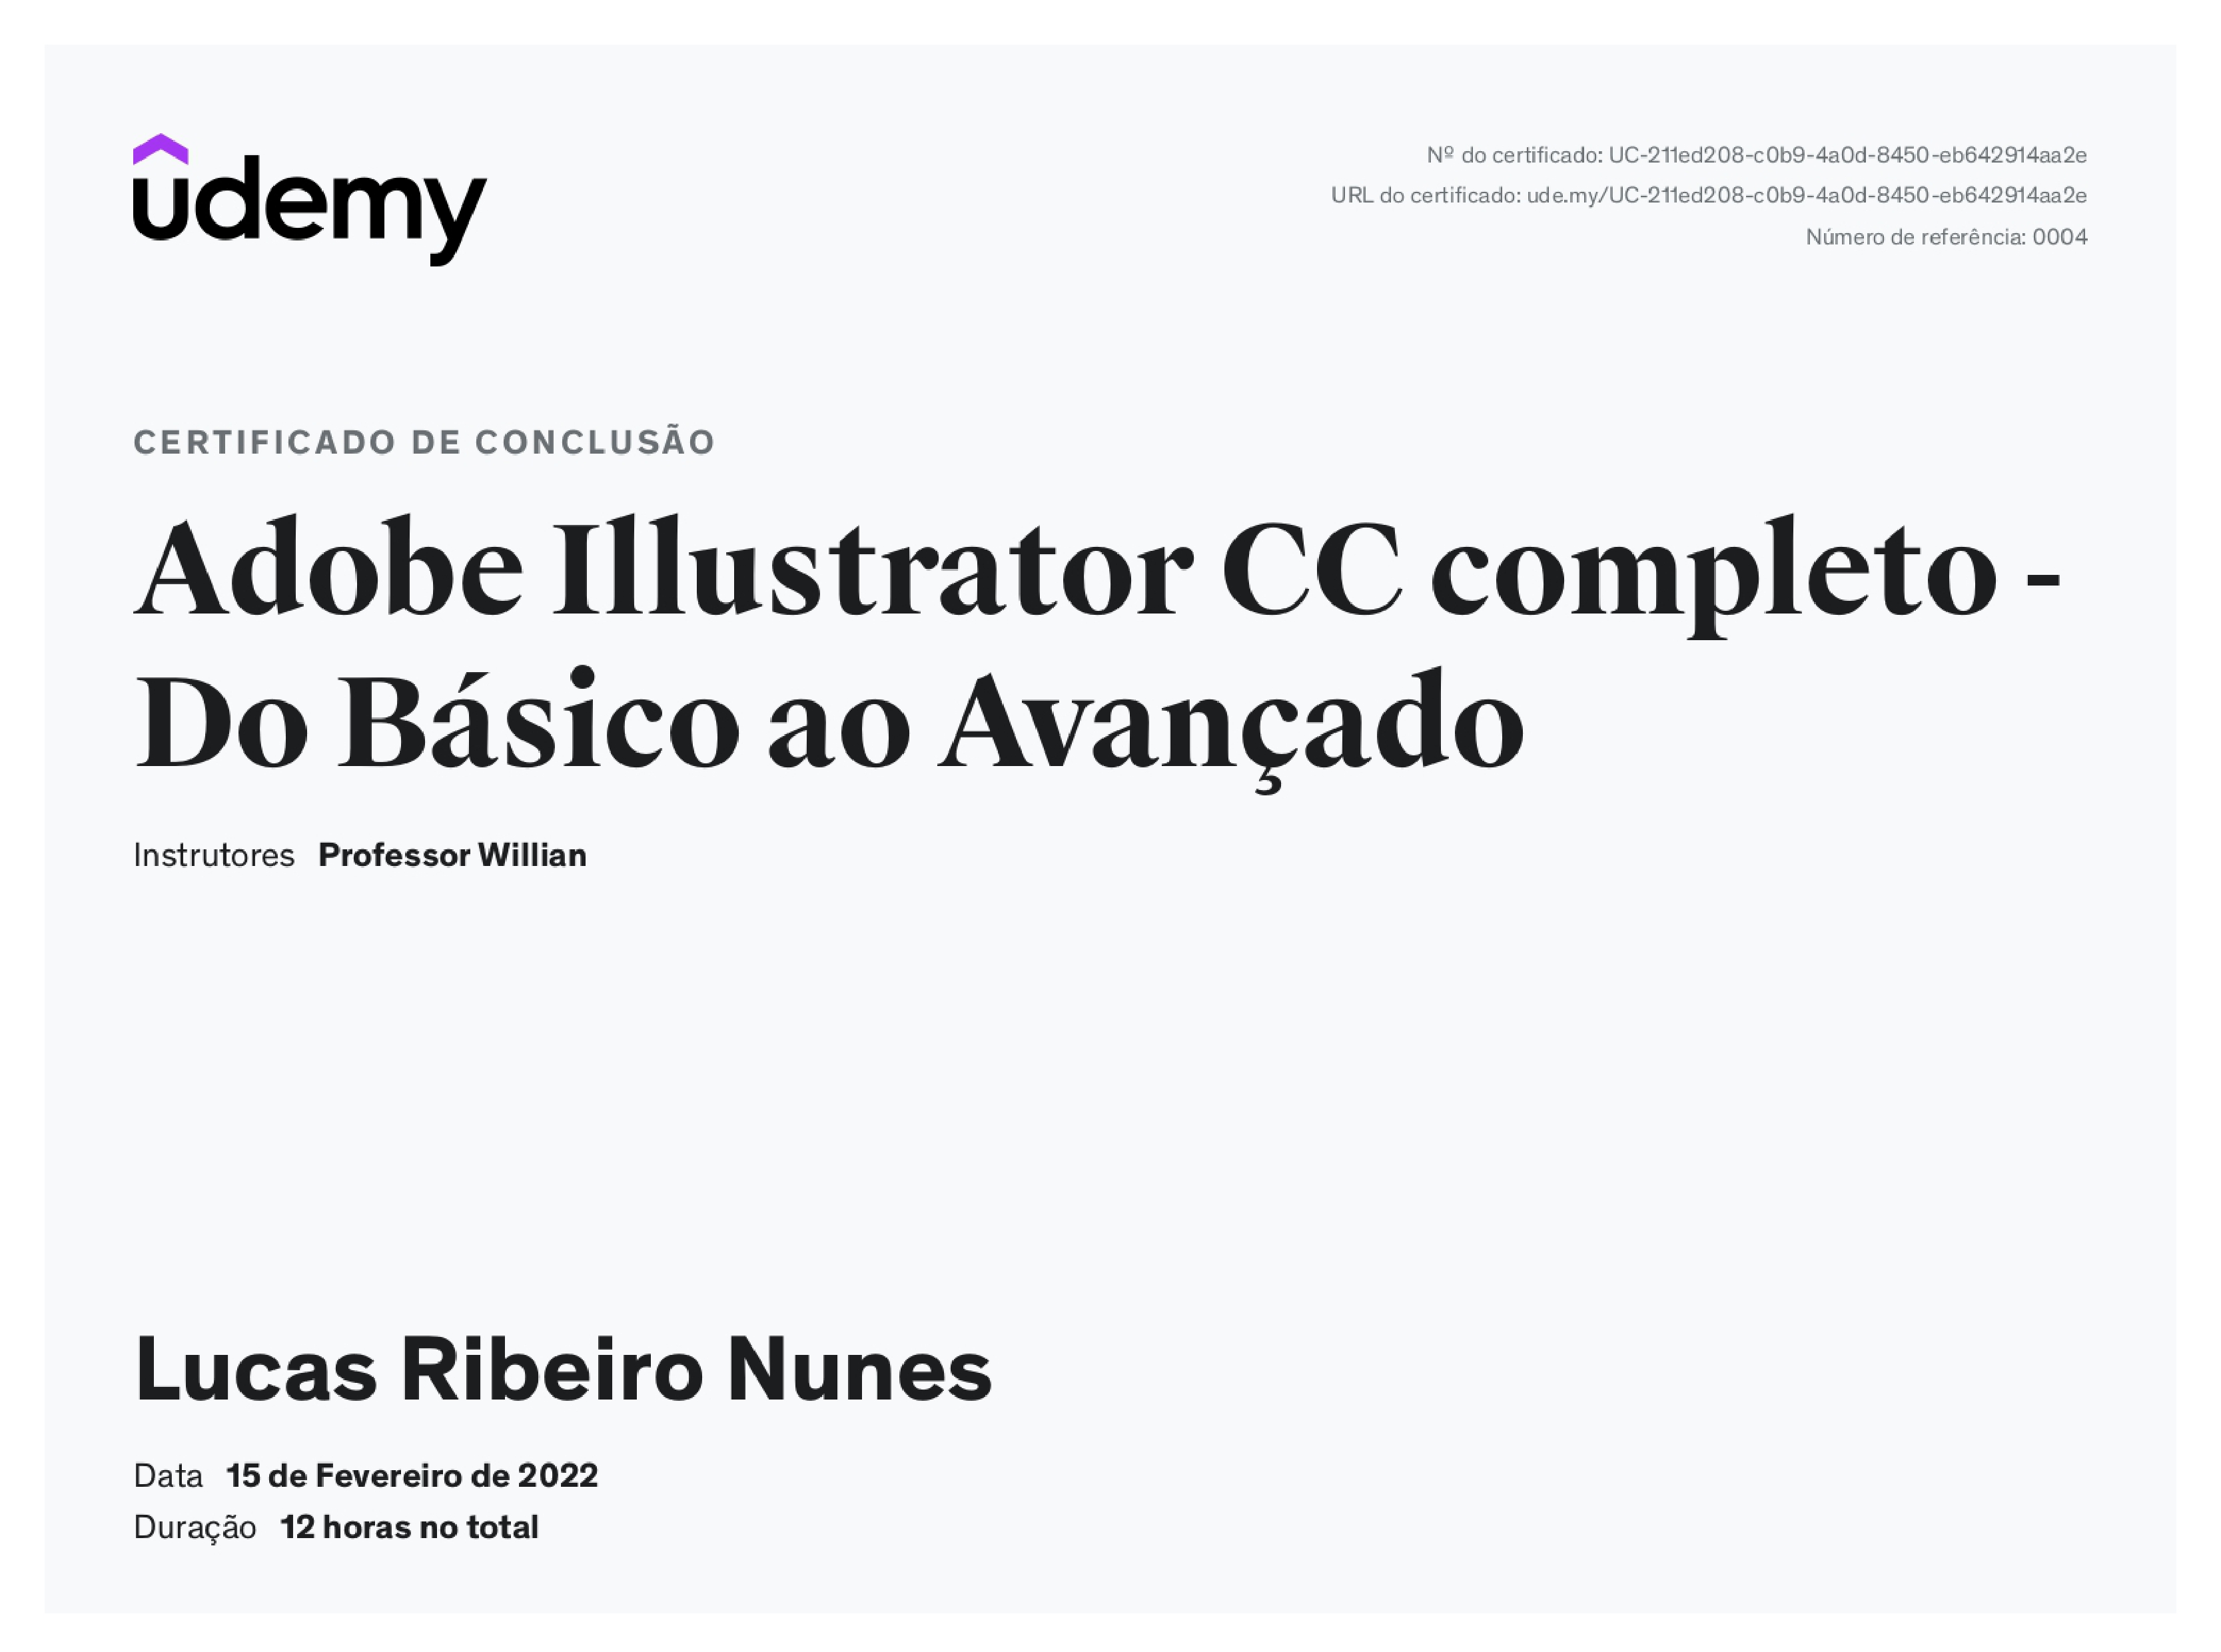 udemy
Nº do certificado: UC-211ed208-c0b9-4a0d-8450-eb642914aa2e
URL do certificado: ude.my/UC-211ed208-c0b9-4a0d-8450-eb642914aa2e
Número de referência: 0004
CERTIFICADO DE CONCLUSÃO
Adobe Illustrator CC completo -
Do Básico ao Avançado
Instrutores Professor Willian
Lucas Ribeiro Nunes
Data 15 de Fevereiro de 2022
Duração 12 horas no total